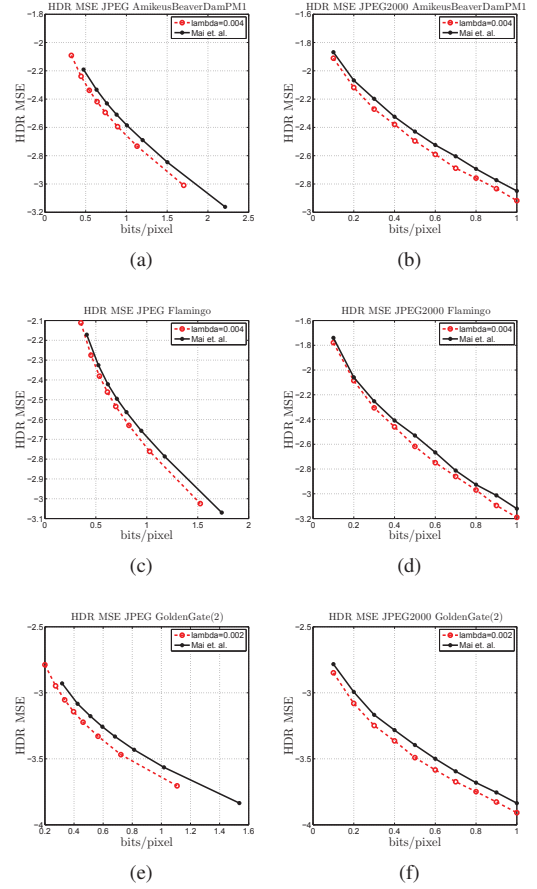 HDR MSE JPEG AmikeusBeaverDamPM1
−1.8
−2
−2.2
−2.4
−2.6
−2.8
−3
−3.2
HDR MSE
0
0.5
1
1.5
2
2.5
bits/pixel
lambda=0.004
Mai et. al.
(a)
HDR MSE JPEG2000 AmikeusBeaverDamPM1
−1.8
−2
−2.2
−2.4
−2.6
−2.8
−3
−3.2
HDR MSE
0
0.2
0.4
0.6
0.8
1
bits/pixel
lambda=0.004
Mai et. al.
(b)
HDR MSE JPEG Flamingo
−2.1
−2.2
−2.3
−2.4
−2.5
−2.6
−2.7
−2.8
−2.9
−3
−3.1
HDR MSE
0
0.5
1
1.5
2
bits/pixel
lambda=0.004
Mai et. al.
(c)
HDR MSE JPEG2000 Flamingo
−1.6
−1.8
−2
−2.2
−2.4
−2.6
−2.8
−3
−3.2
HDR MSE
0
0.2
0.4
0.6
0.8
1
bits/pixel
lambda=0.004
Mai et. al.
(d)
HDR MSE JPEG GoldenGate(2)
−2.5
−3
−3.5
−4
HDR MSE
0.2
0.4
0.6
0.8
1
1.2
1.4
1.6
bits/pixel
lambda=0.002
Mai et. al.
(e)
HDR MSE JPEG2000 GoldenGate(2)
−2.5
−3
−3.5
−4
HDR MSE
0
0.2
0.4
0.6
0.8
1
bits/pixel
lambda=0.002
Mai et. al.
(f)